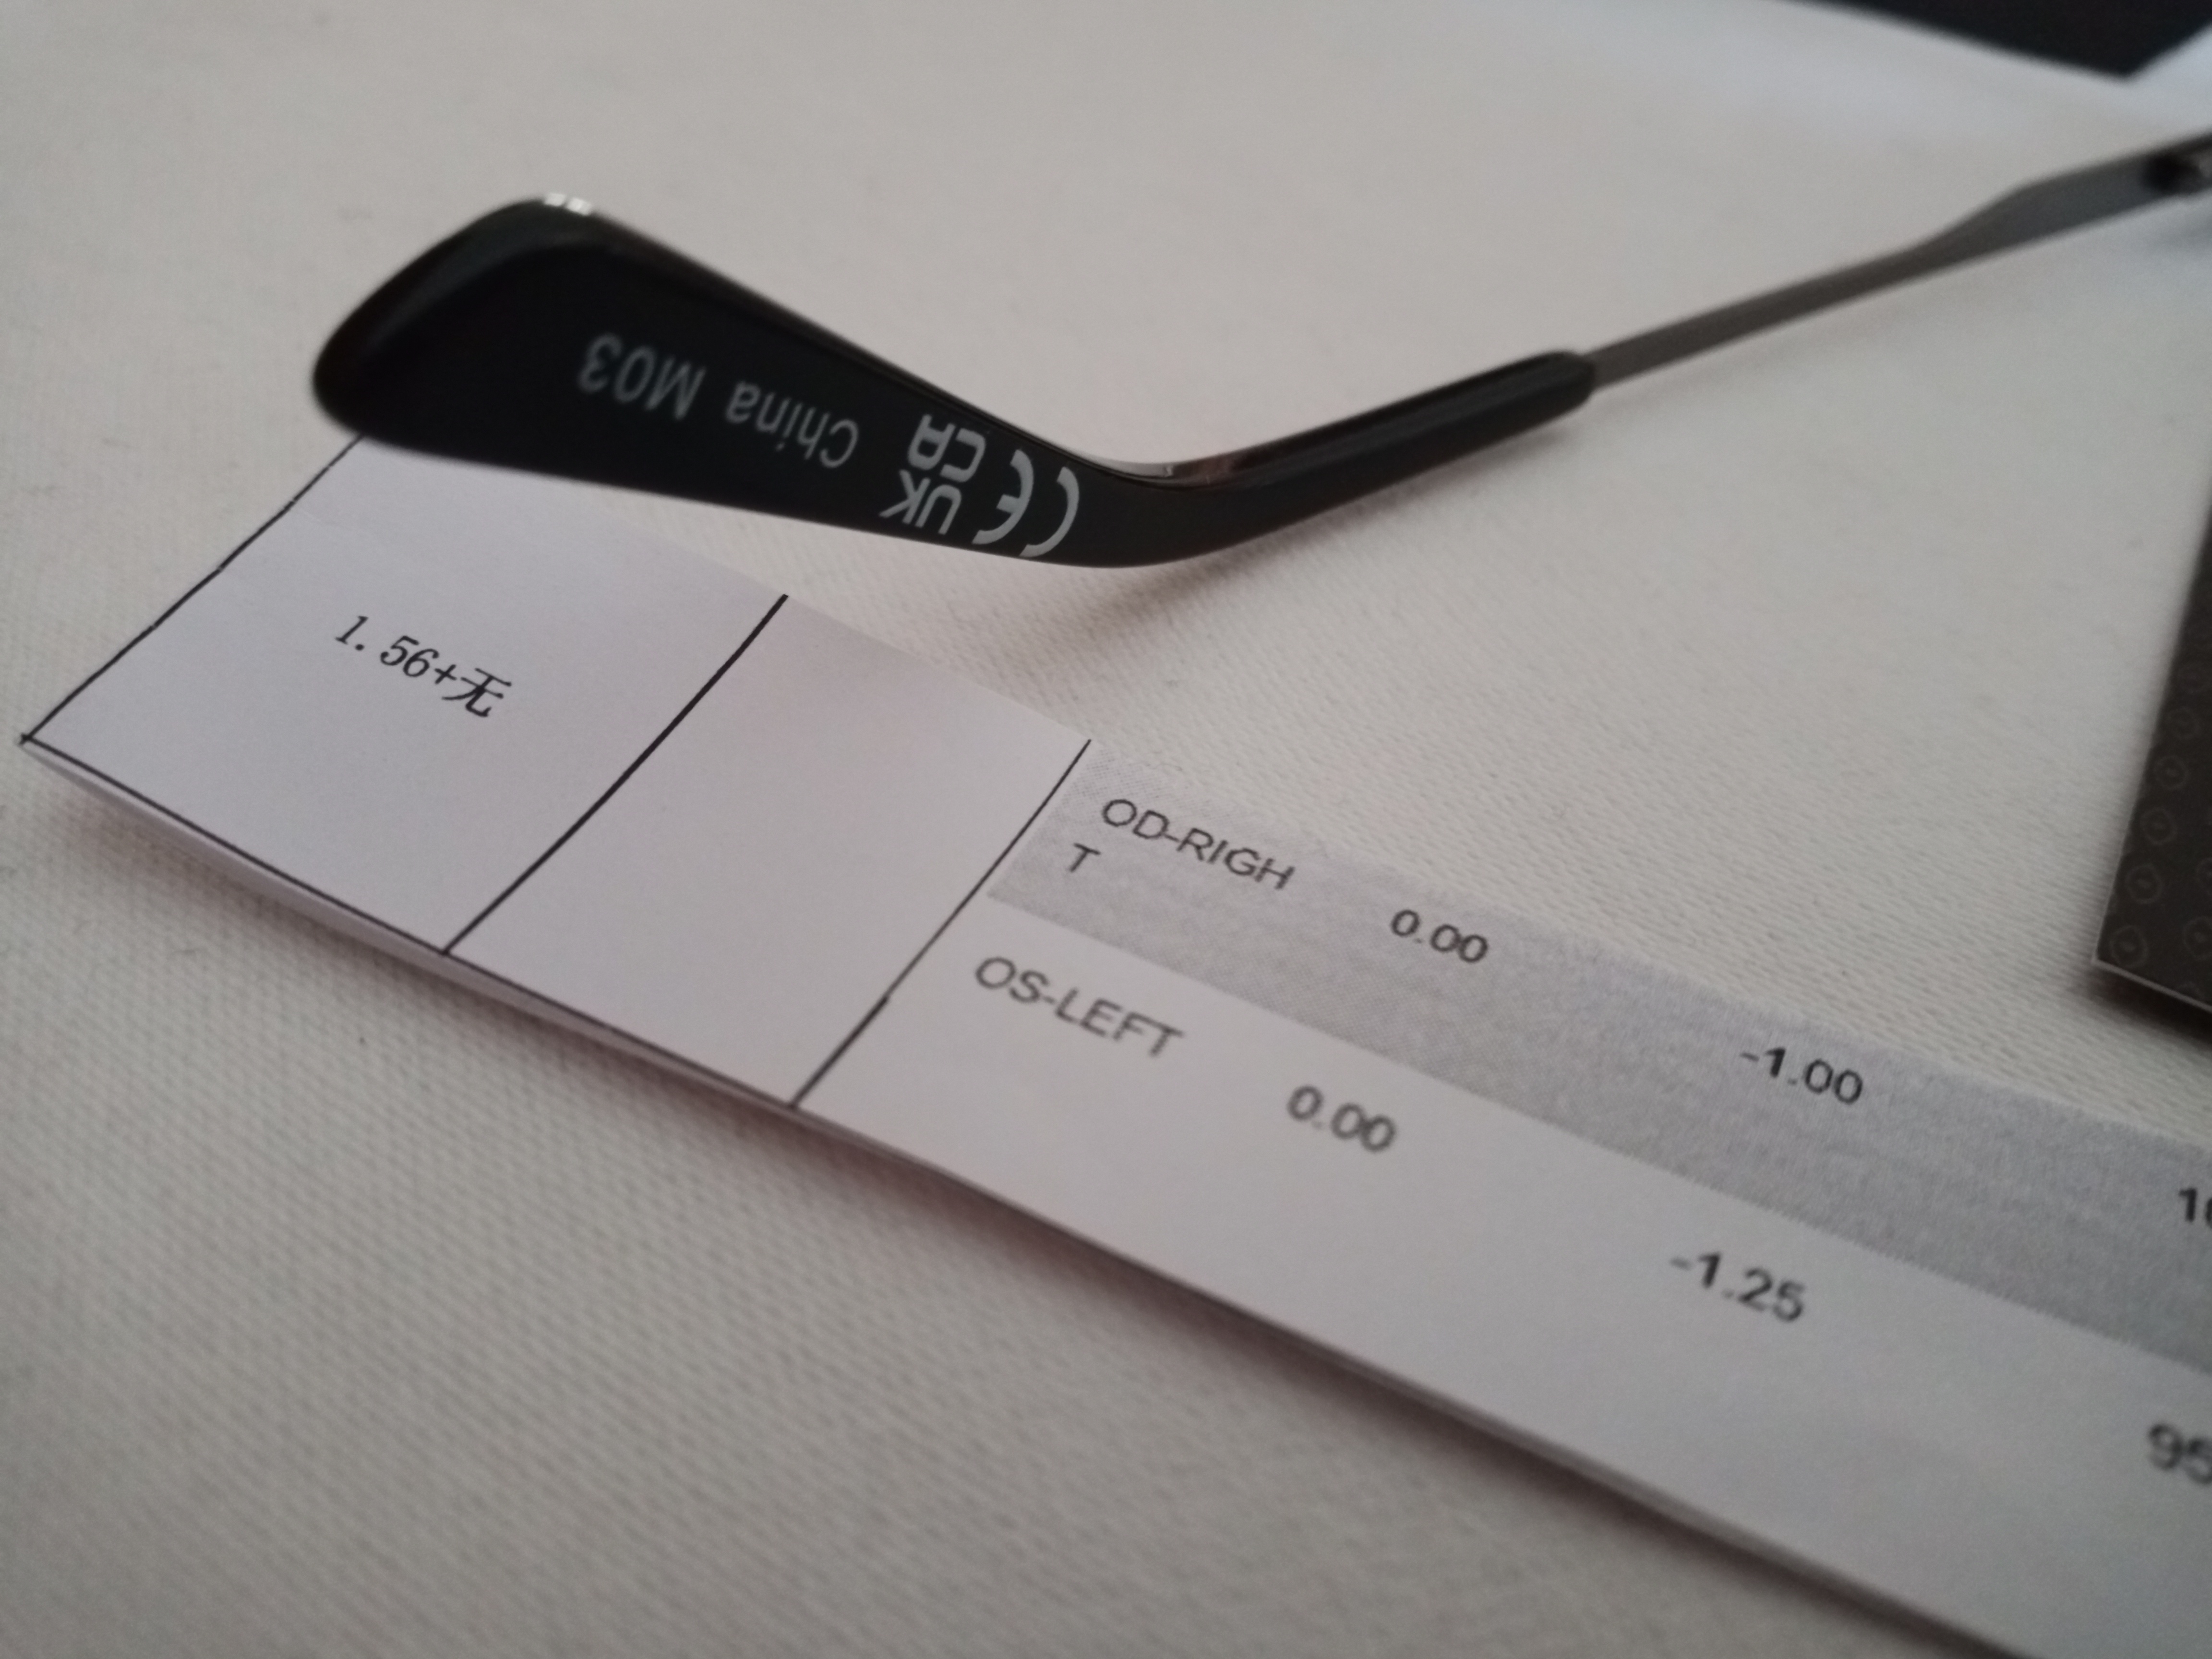 CE UK CA China M03
1.56+无
OD-RIGH
T
0.00
-1.00
OS-LEFT
0.00
-1.25
95